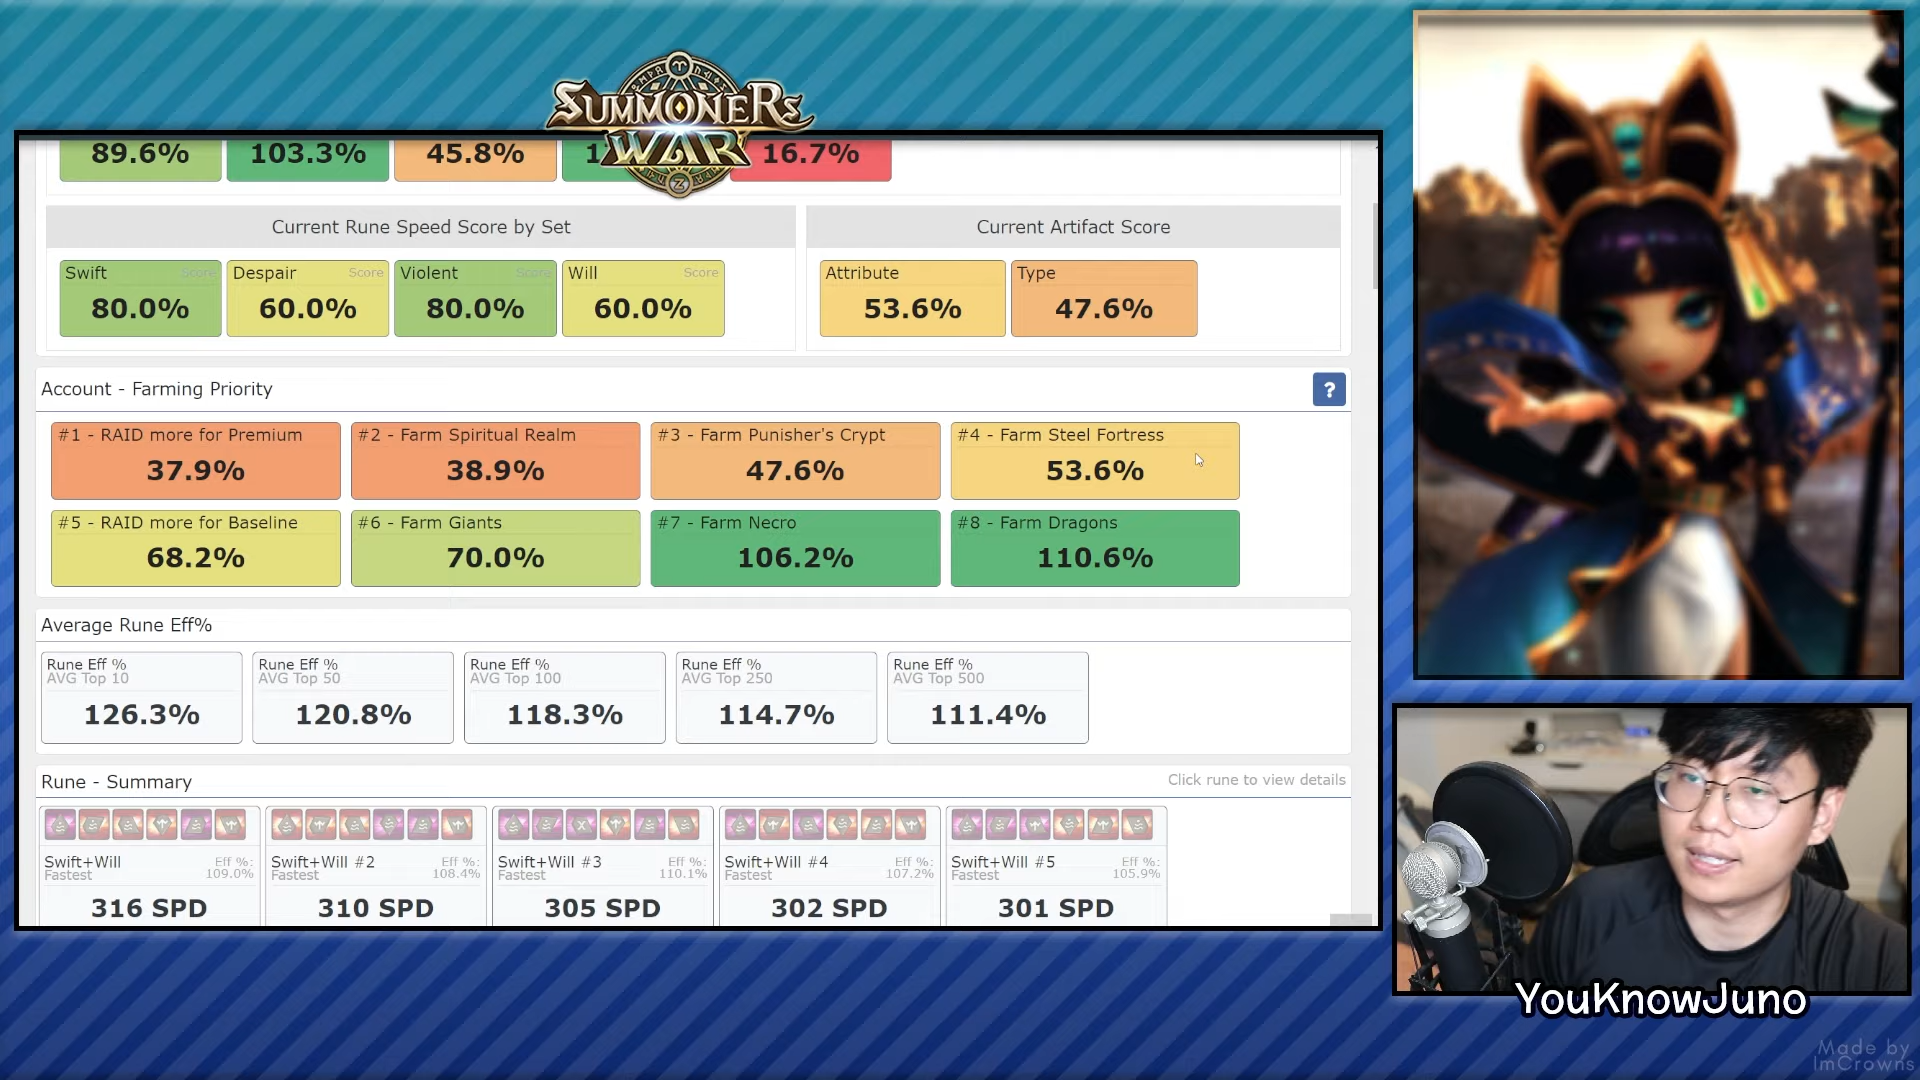 SUMMONERS
WAR
89.6%
103.3%
45.8%
16.7%
Current Rune Speed Score by Set
Current Artifact Score
Swift Score
80.0%
Despair Score
60.0%
Violent Score
80.0%
Will Score
60.0%
Attribute
53.6%
Type
47.6%
Account - Farming Priority
?
#1 - RAID more for Premium
37.9%
#2 - Farm Spiritual Realm
38.9%
#3 - Farm Punisher's Crypt
47.6%
#4 - Farm Steel Fortress
53.6%
#5 - RAID more for Baseline
68.2%
#6 - Farm Giants
70.0%
#7 - Farm Necro
106.2%
#8 - Farm Dragons
110.6%
Average Rune Eff%
Rune Eff %
AVG Top 10
126.3%
Rune Eff %
AVG Top 50
120.8%
Rune Eff %
AVG Top 100
118.3%
Rune Eff %
AVG Top 250
114.7%
Rune Eff %
AVG Top 500
111.4%
Rune - Summary
Click rune to view details
Swift+Will Eff %:
Fastest 109.0%
316 SPD
Swift+Will #2 Eff %:
Fastest 108.4%
310 SPD
Swift+Will #3 Eff %:
Fastest 110.1%
305 SPD
Swift+Will #4 Eff %:
Fastest 107.2%
302 SPD
Swift+Will #5 Eff %:
Fastest 105.9%
301 SPD
YouKnowJuno
Made by
ImCrowns